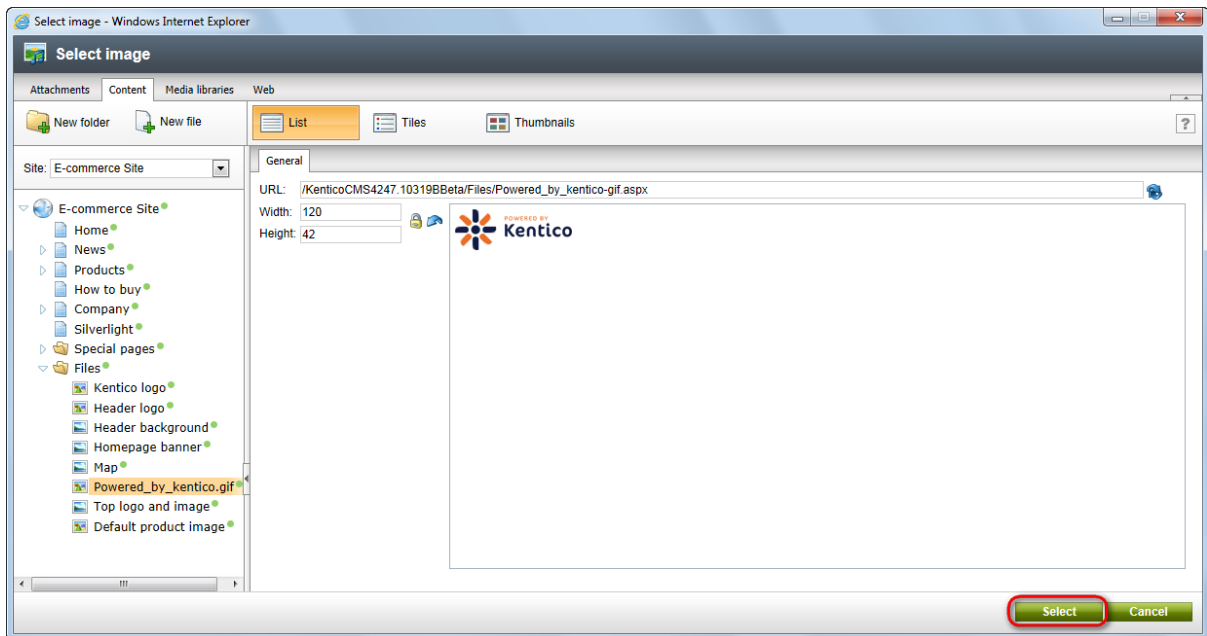 Select image - Windows Internet Explorer
Select image
Attachments Content Media libraries Web
New folder New file List Tiles Thumbnails ?
Site: E-commerce Site
General
URL: /KenticoCMS4247.10319BBeta/Files/Powered_by_kentico-gif.aspx
Width: 120
Height: 42
POWERED BY
Kentico
E-commerce Site
Home
News
Products
How to buy
Company
Silverlight
Special pages
Files
Kentico logo
Header logo
Header background
Homepage banner
Map
Powered_by_kentico.gif
Top logo and image
Default product image
Select Cancel